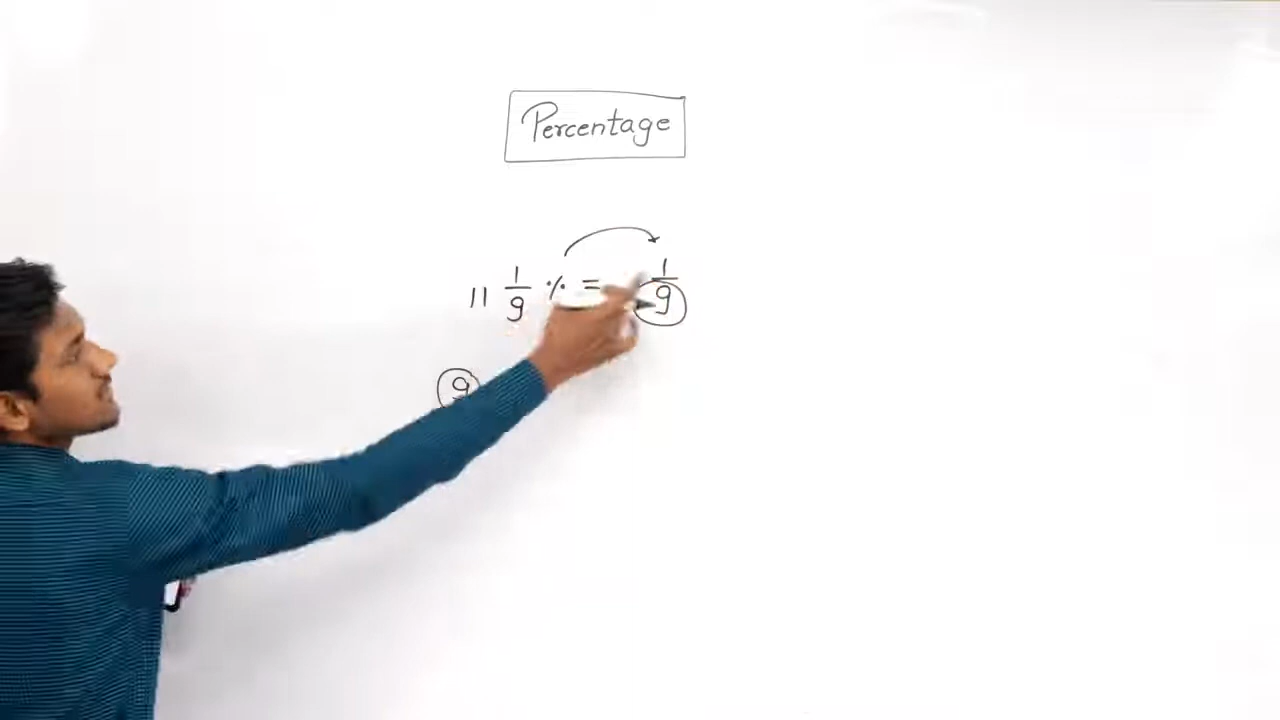 Percentage
11 1/9 % = 1/9
9